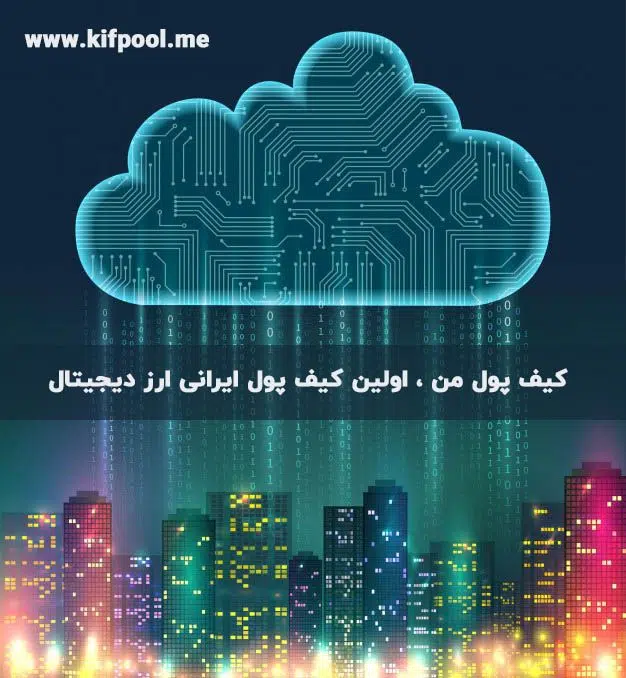 www.kifpool.me
کیف پول من ، اولین کیف پول ایرانی ارز دیجیتال